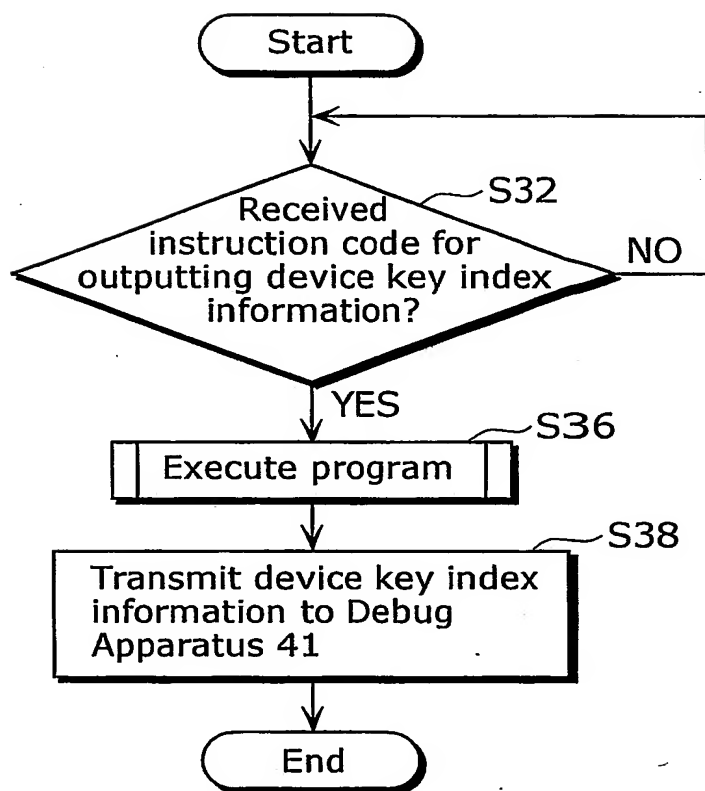 Start
S32
Received
instruction code for
outputting device key index
information?
NO
YES
S36
Execute program
S38
Transmit device key index
information to Debug
Apparatus 41
End